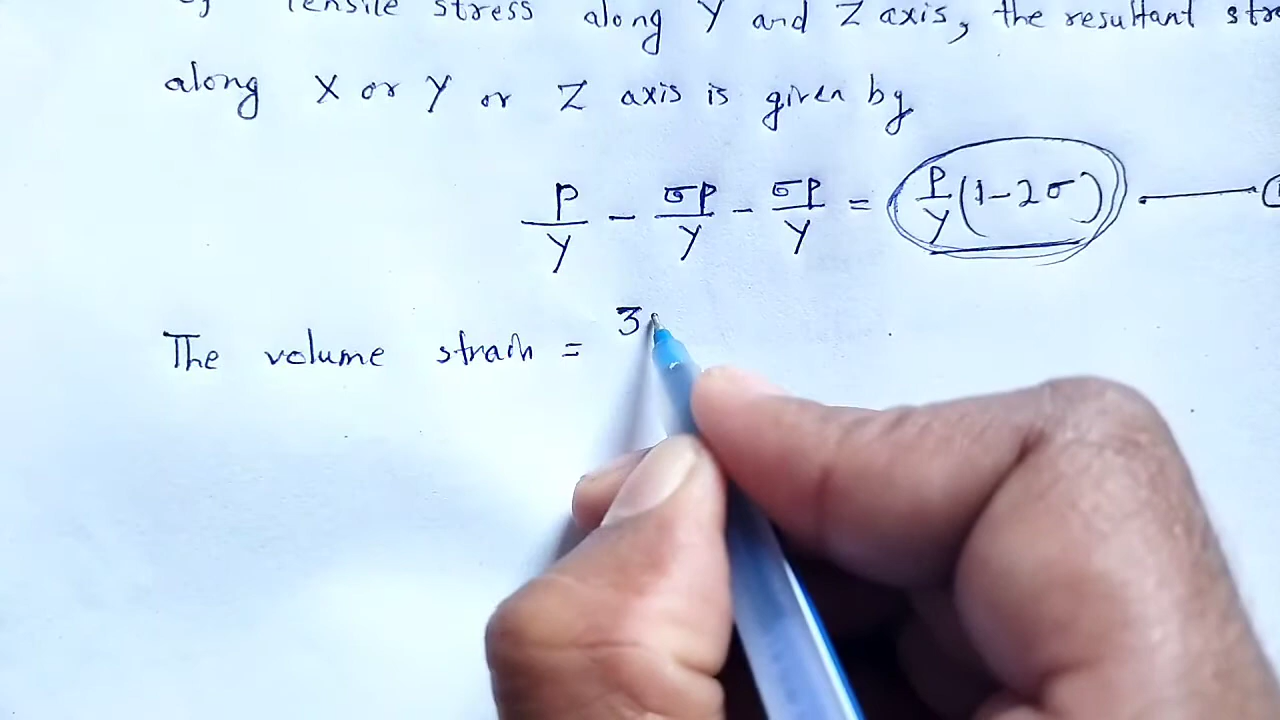 by tensile stress along Y and Z axis, the resultant
along X or Y or Z axis is given by
P/Y - σP/Y - σP/Y = P/Y (1-2σ)
The volume strain = 3